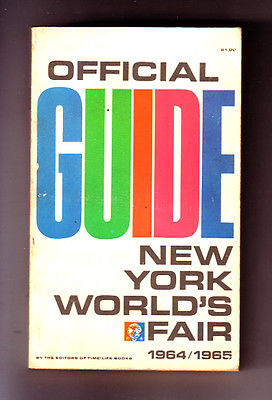 $1.00
OFFICIAL
GUIDE
NEW
YORK
WORLD'S
FAIR
1964/1965
BY THE EDITORS OF TIME-LIFE BOOKS